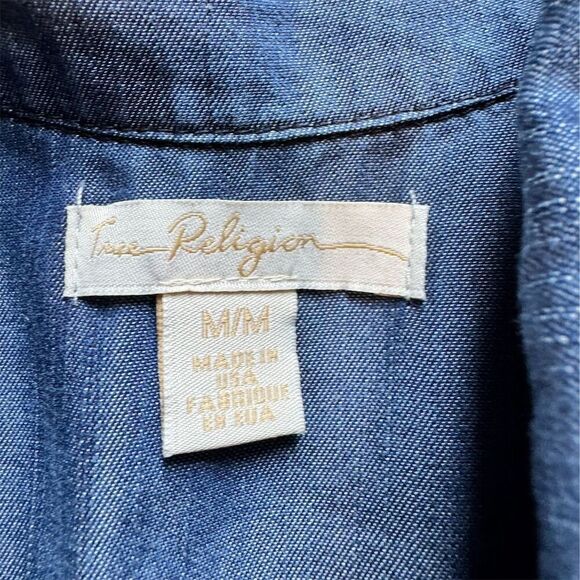 True Religion
M/M
MADE IN
USA
FABRIQUE
EN EUA